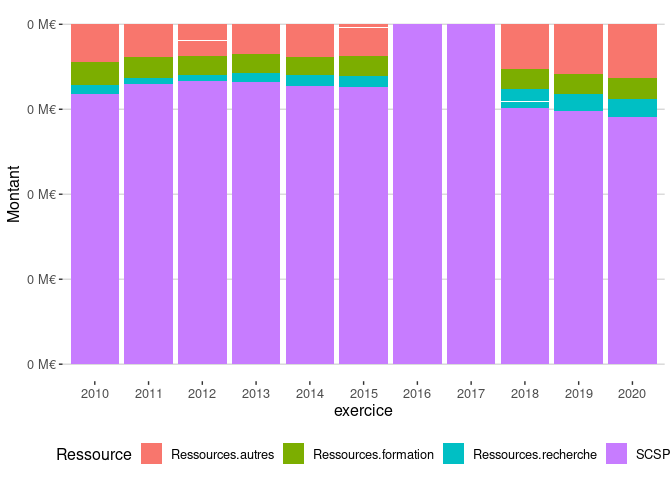 Montant
0 M€
0 M€
0 M€
0 M€
0 M€
2010 2011 2012 2013 2014 2015 2016 2017 2018 2019 2020
exercice
Ressource Ressources.autres Ressources.formation Ressources.recherche SCSP